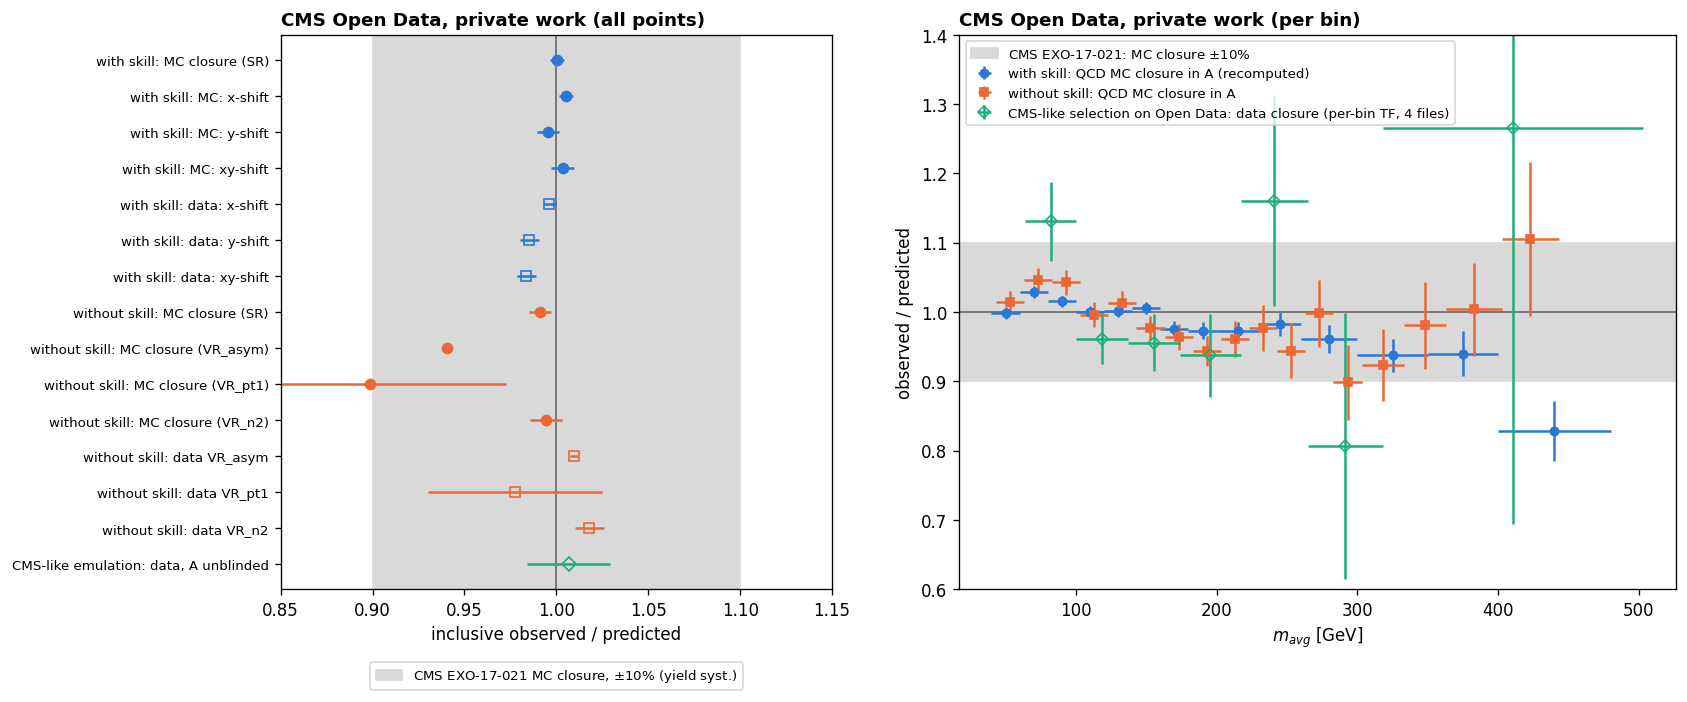 CMS Open Data, private work (all points)
with skill: MC closure (SR)
with skill: MC: x-shift
with skill: MC: y-shift
with skill: MC: xy-shift
with skill: data: x-shift
with skill: data: y-shift
with skill: data: xy-shift
without skill: MC closure (SR)
without skill: MC closure (VR_asym)
without skill: MC closure (VR_pt1)
without skill: MC closure (VR_n2)
without skill: data VR_asym
without skill: data VR_pt1
without skill: data VR_n2
CMS-like emulation: data, A unblinded
0.85 0.90 0.95 1.00 1.05 1.10 1.15
inclusive observed / predicted
CMS EXO-17-021 MC closure, ±10% (yield syst.)
CMS Open Data, private work (per bin)
CMS EXO-17-021: MC closure ±10%
with skill: QCD MC closure in A (recomputed)
without skill: QCD MC closure in A
CMS-like selection on Open Data: data closure (per-bin TF, 4 files)
observed / predicted
1.4
1.3
1.2
1.1
1.0
0.9
0.8
0.7
0.6
100 200 300 400 500
m_avg [GeV]